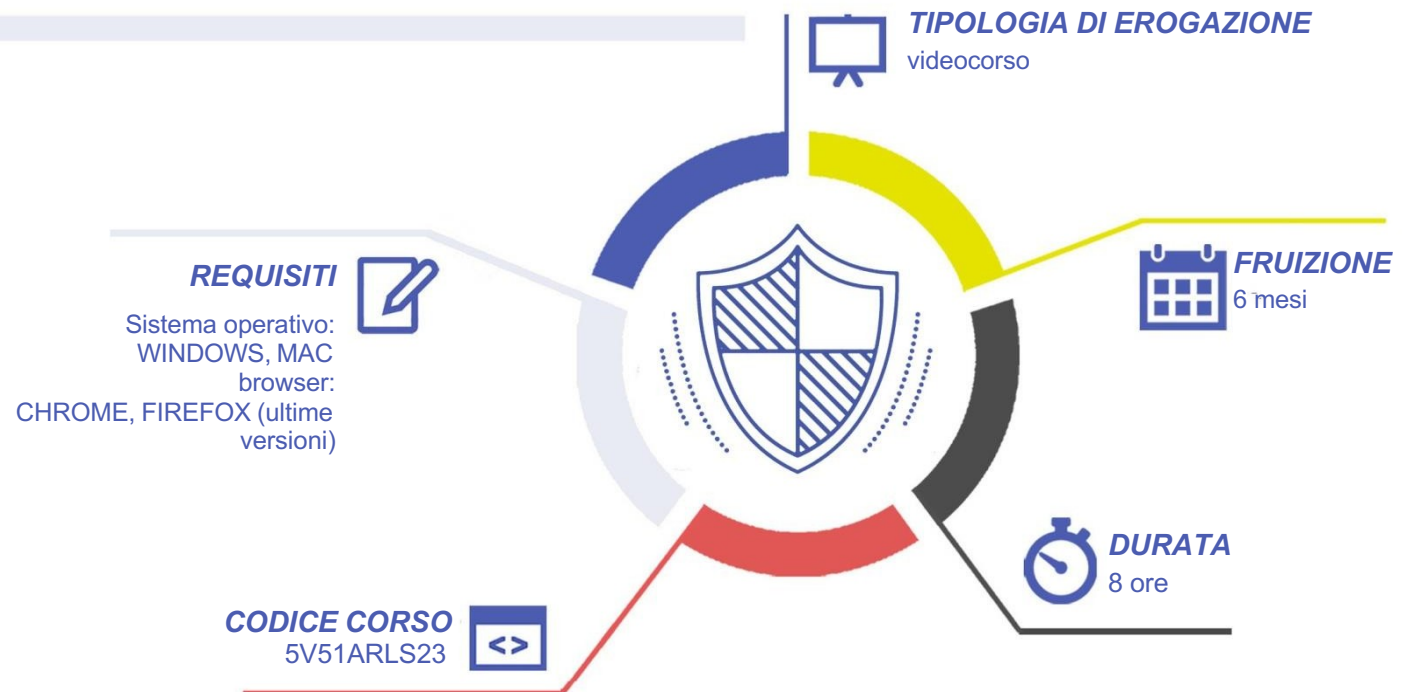 TIPOLOGIA DI EROGAZIONE
videocorso
REQUISITI
Sistema operativo:
WINDOWS, MAC
browser:
CHROME, FIREFOX (ultime
versioni)
FRUIZIONE
6 mesi
DURATA
8 ore
CODICE CORSO
5V51ARLS23
<>